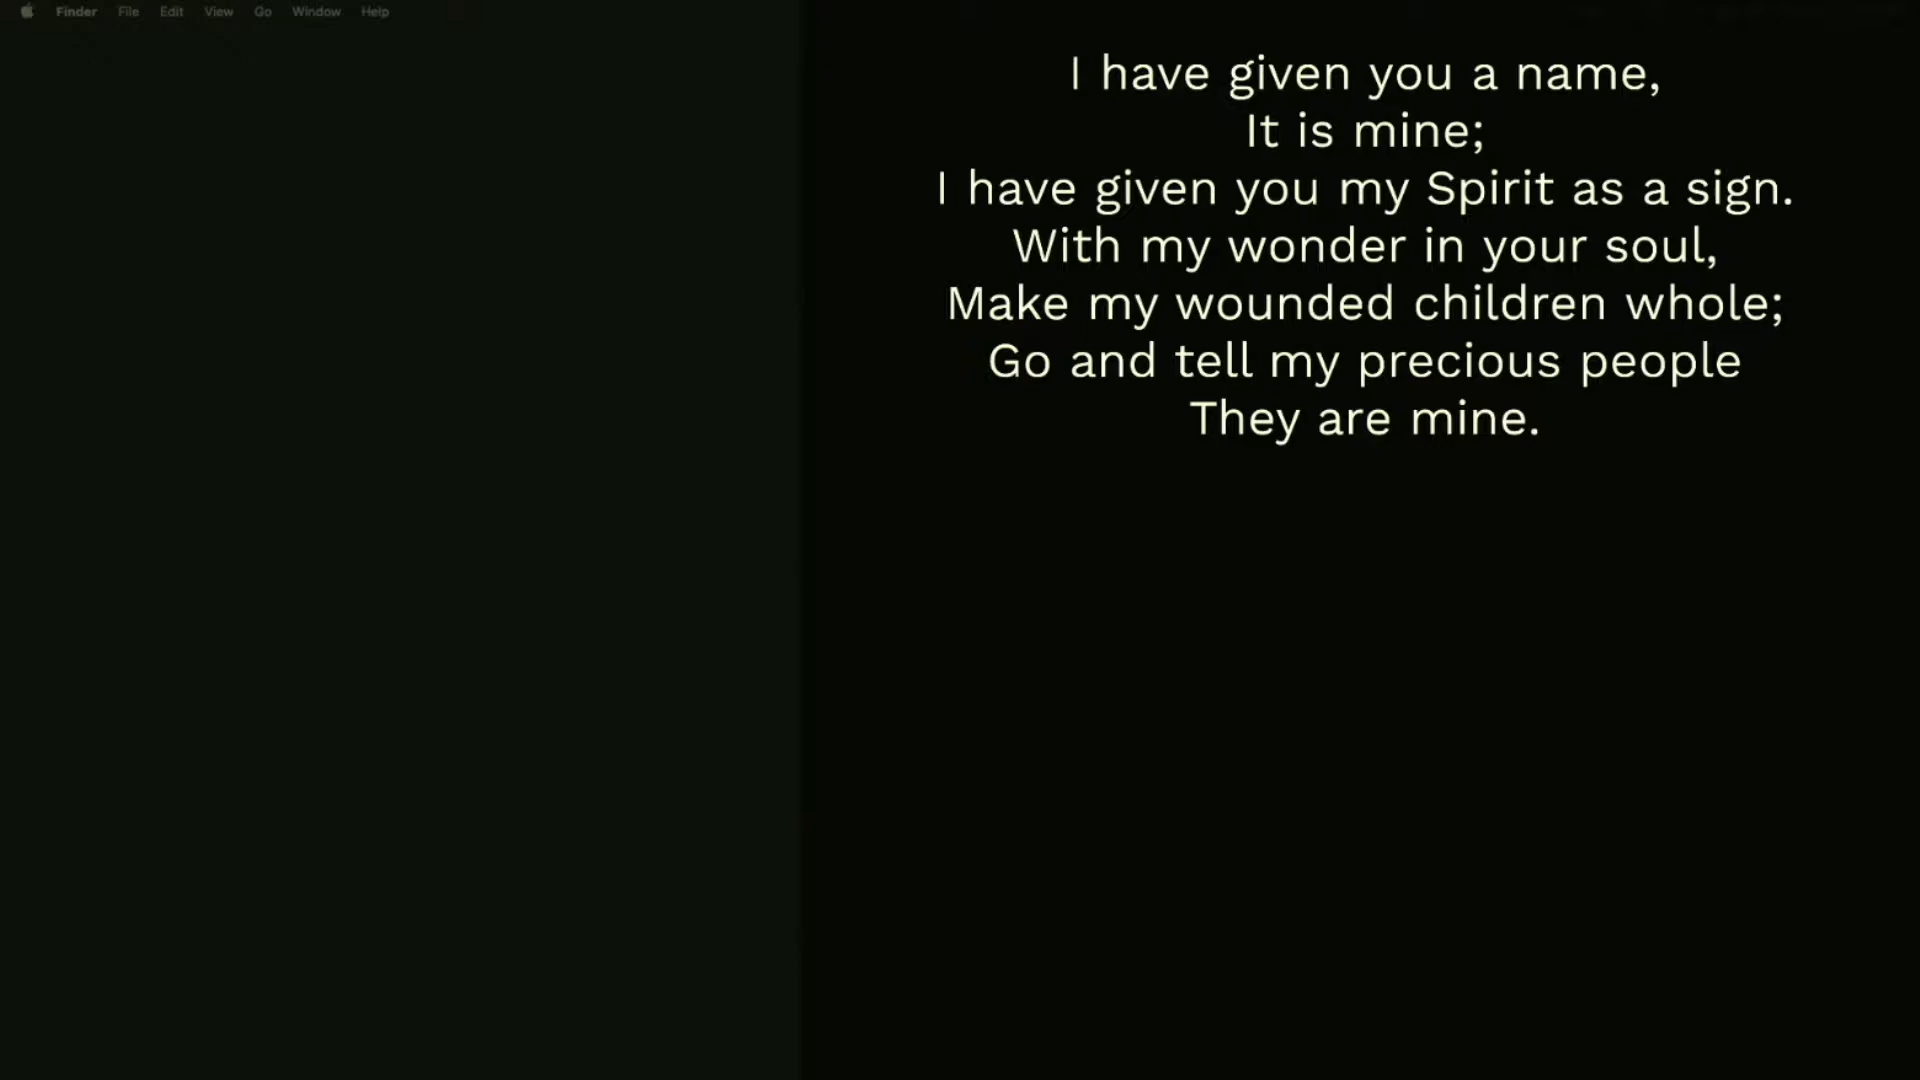 Finder File Edit View Go Window Help
I have given you a name,
It is mine;
I have given you my Spirit as a sign.
With my wonder in your soul,
Make my wounded children whole;
Go and tell my precious people
They are mine.